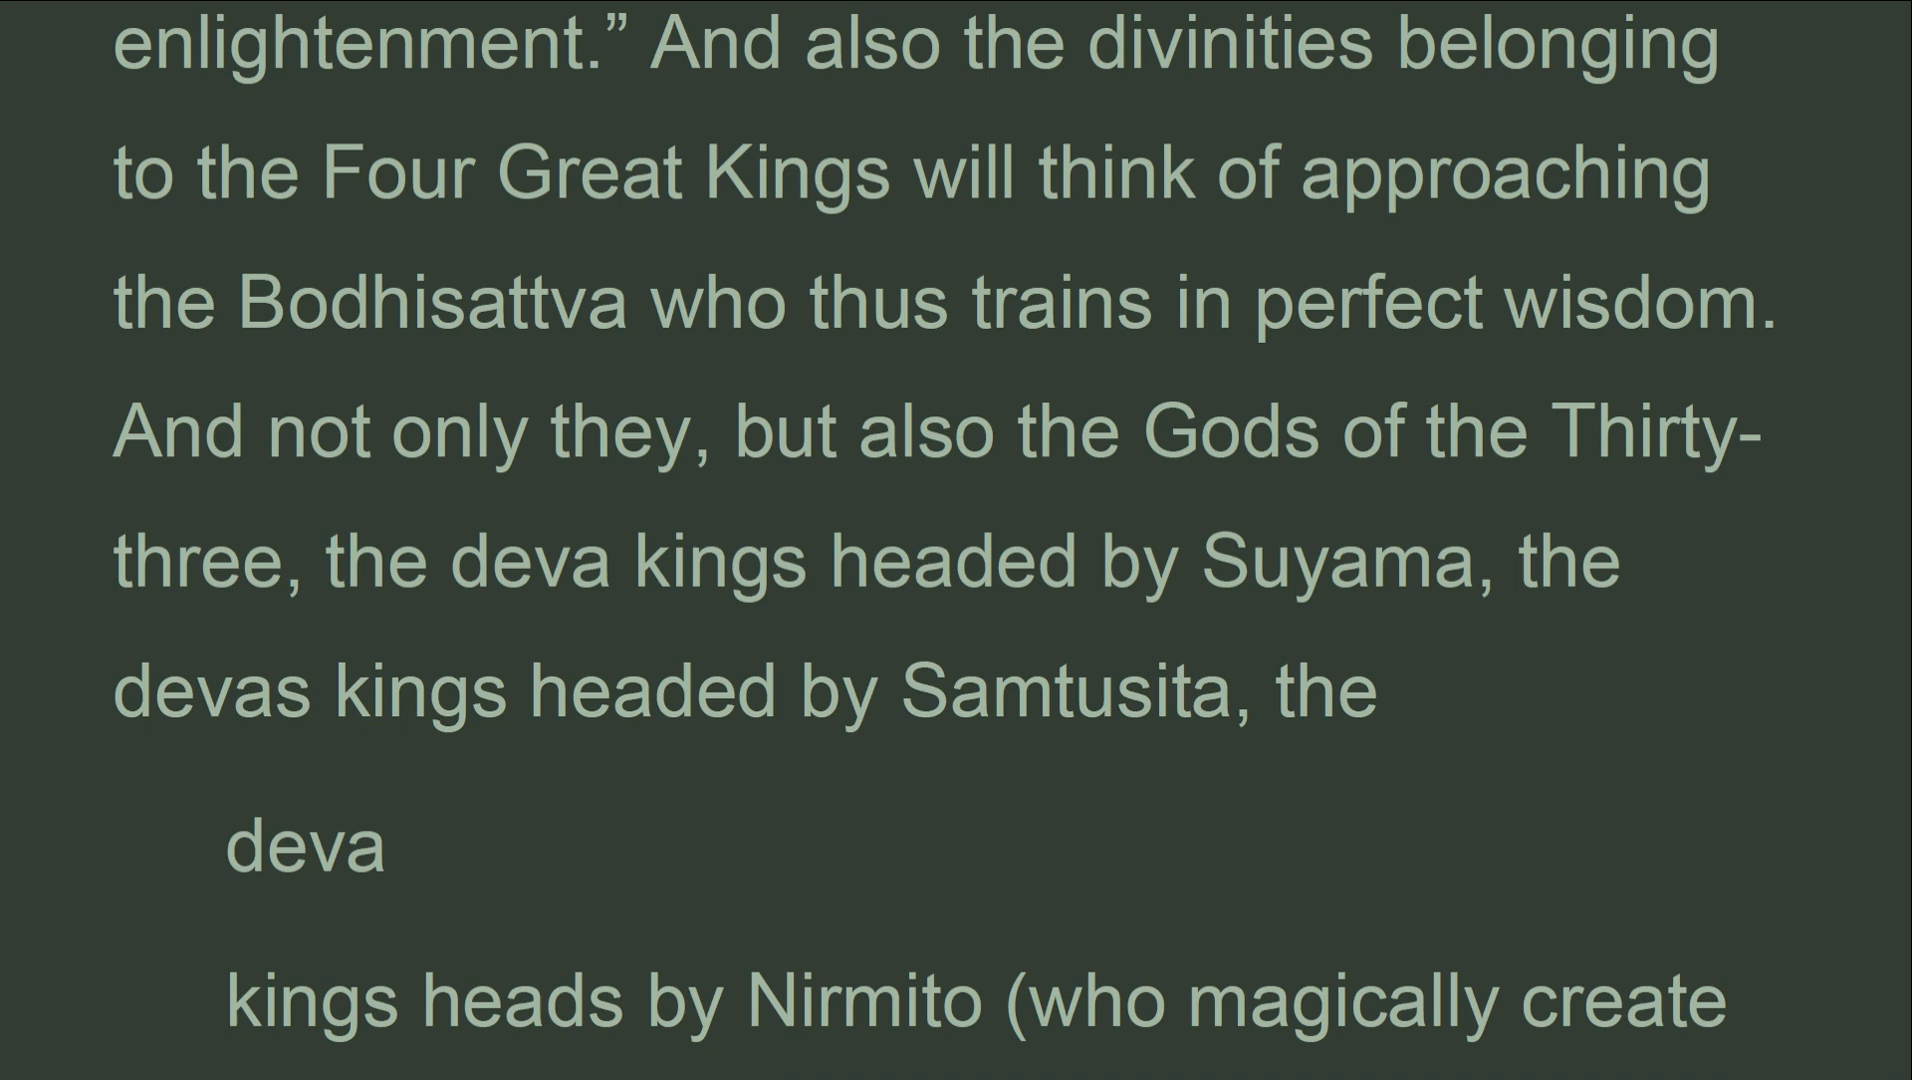 enlightenment.” And also the divinities belonging
to the Four Great Kings will think of approaching
the Bodhisattva who thus trains in perfect wisdom.
And not only they, but also the Gods of the Thirty-
three, the deva kings headed by Suyama, the
devas kings headed by Samtusita, the
deva
kings heads by Nirmito (who magically create